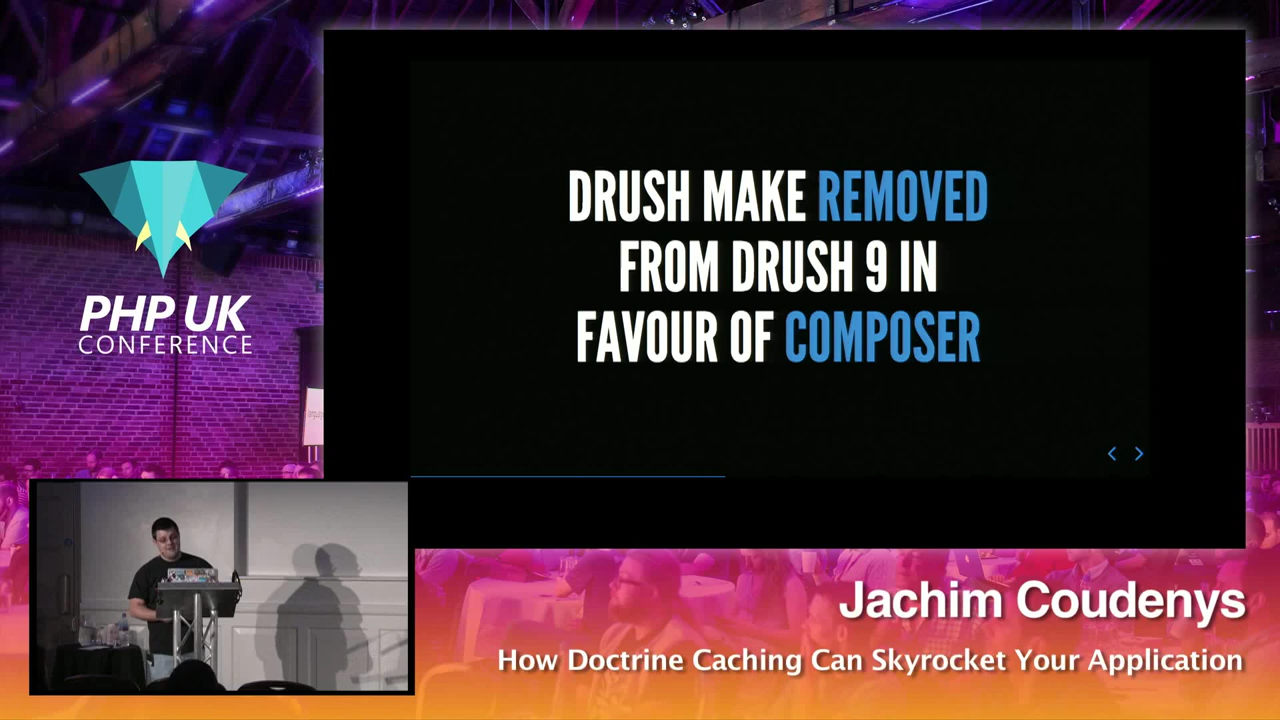 DRUSH MAKE REMOVED
FROM DRUSH 9 IN
FAVOUR OF COMPOSER
PHP UK
CONFERENCE
Jachim Coudenys
How Doctrine Caching Can Skyrocket Your Application